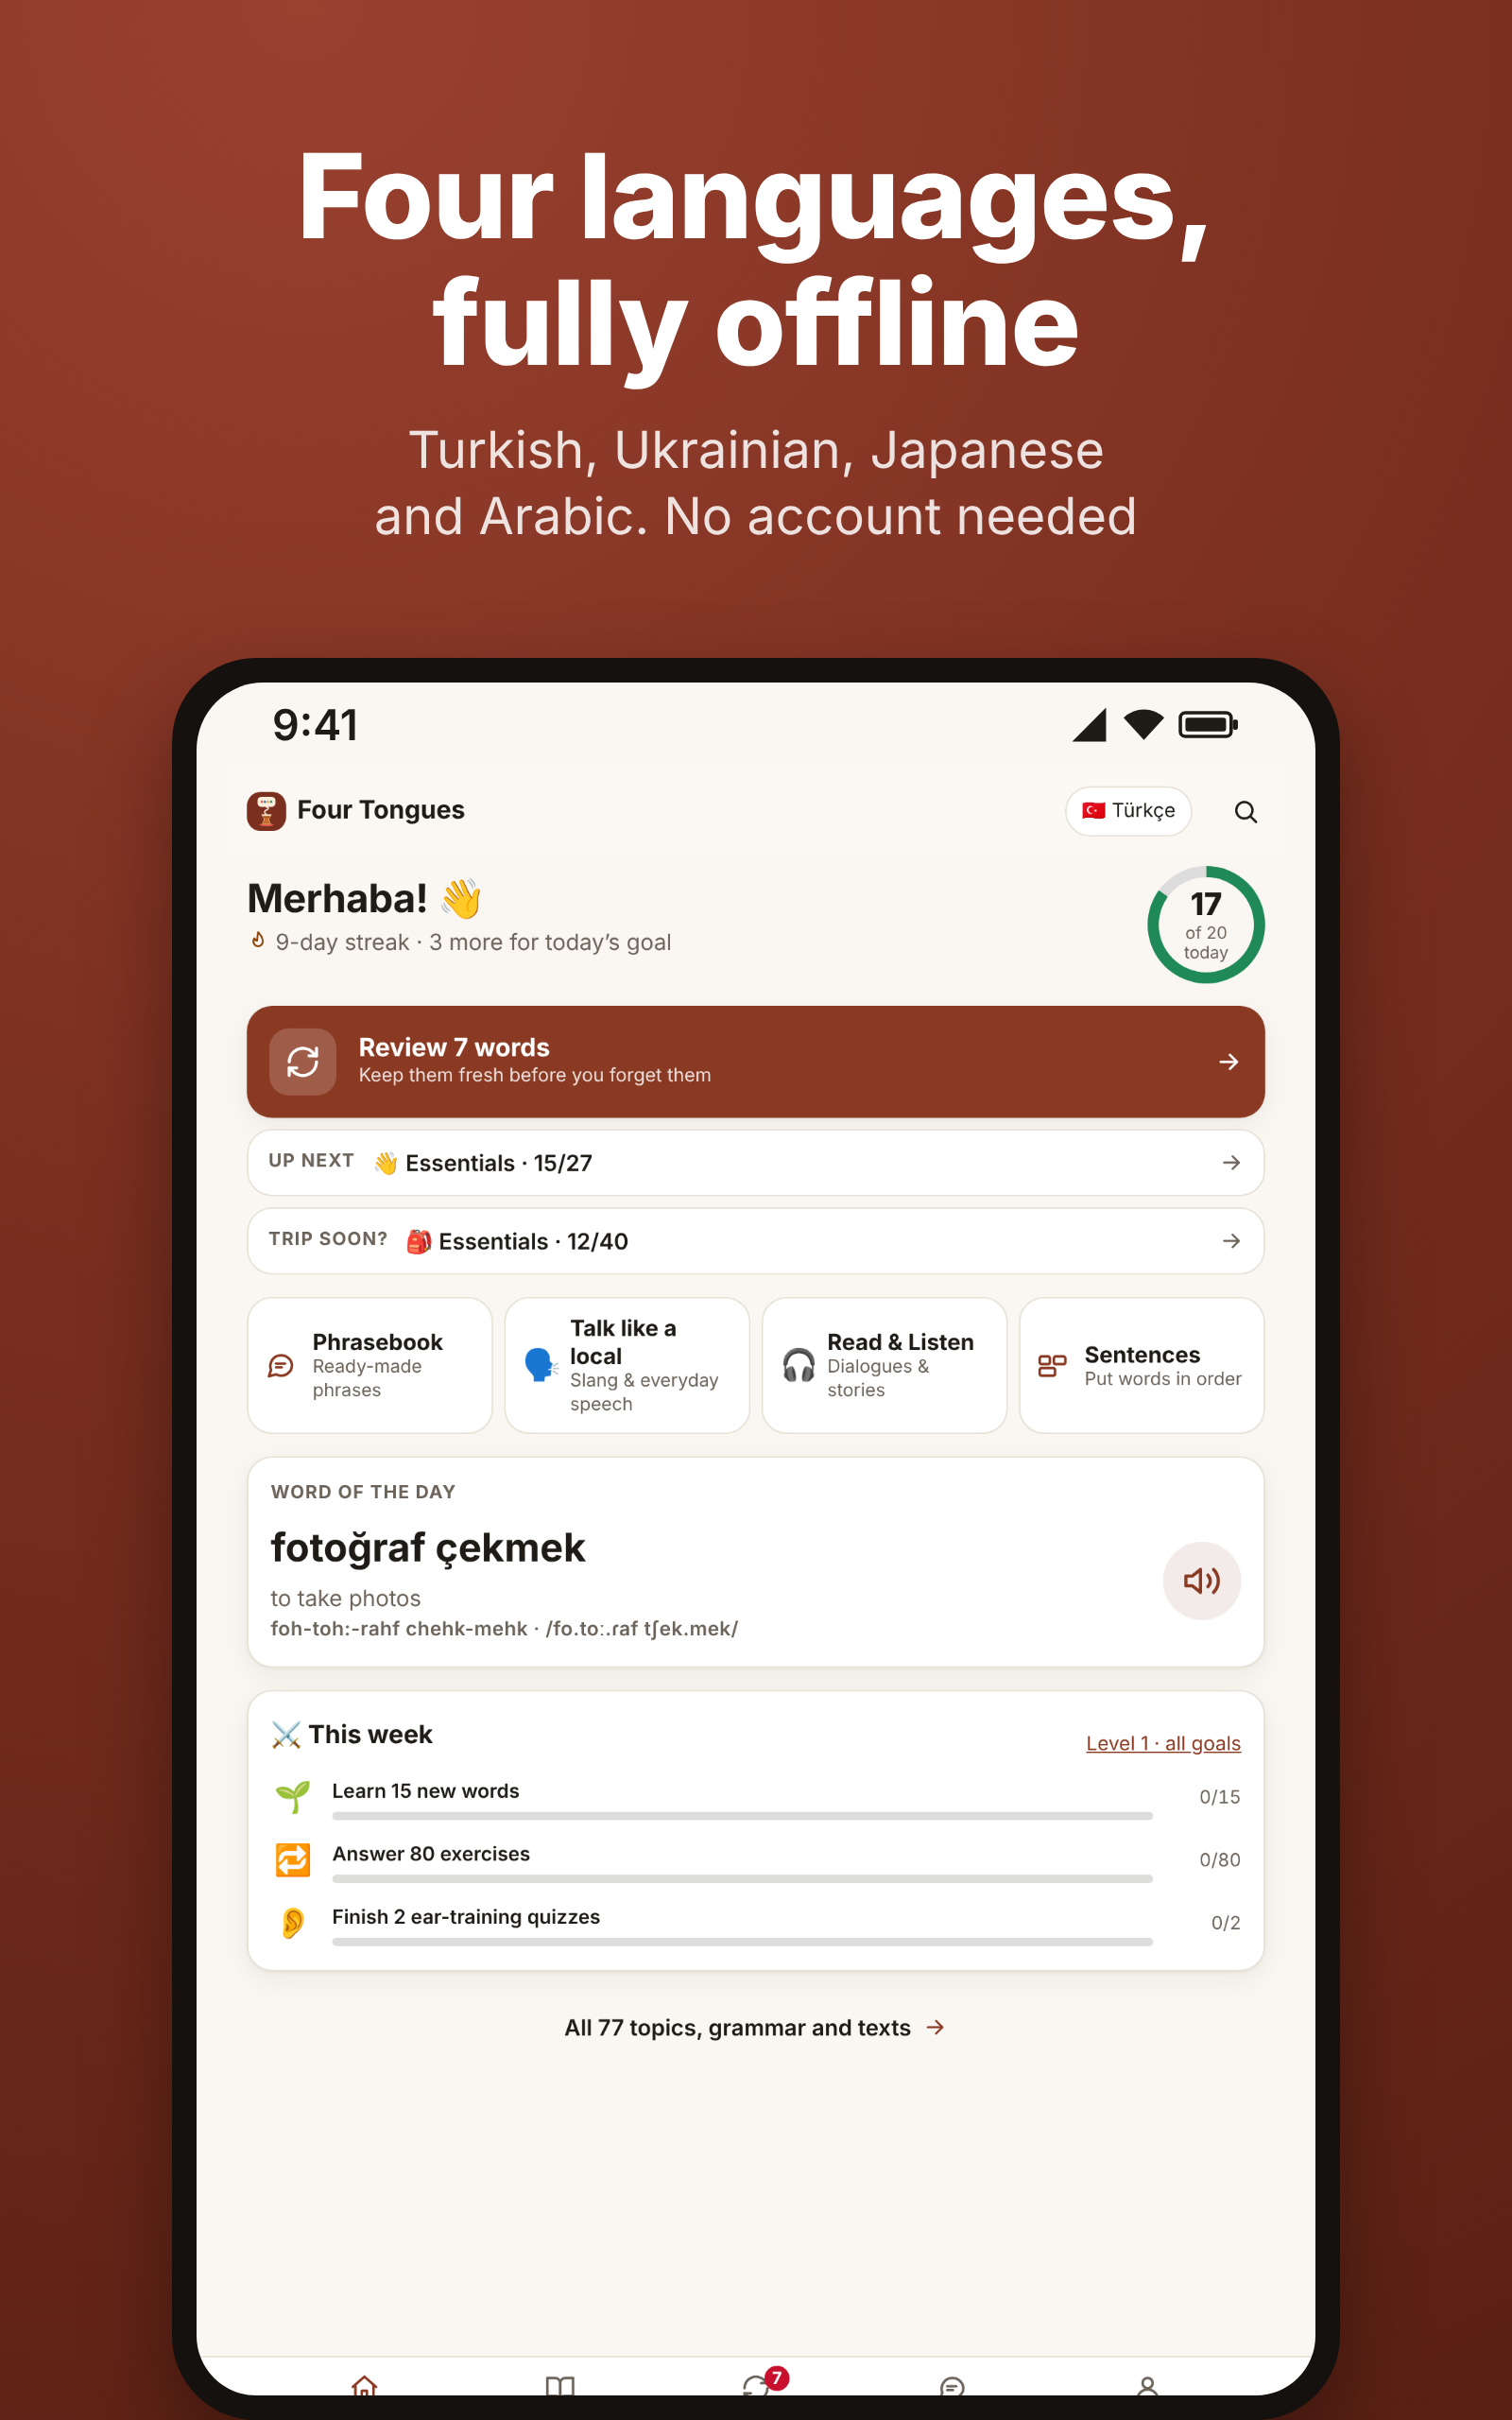 Four languages,
fully offline
Turkish, Ukrainian, Japanese
and Arabic. No account needed
9:41
Four Tongues
🇹🇷 Türkçe
Merhaba! 👋
9-day streak · 3 more for today’s goal
17
of 20
today
Review 7 words
Keep them fresh before you forget them
UP NEXT 👋 Essentials · 15/27
TRIP SOON? 🎒 Essentials · 12/40
Phrasebook
Ready-made
phrases
Talk like a
local
Slang & everyday
speech
Read & Listen
Dialogues &
stories
Sentences
Put words in order
WORD OF THE DAY
fotoğraf çekmek
to take photos
foh-toh:-rahf chehk-mehk · /fo.toː.ɾaf tʃek.mek/
⚔️ This week
Level 1 · all goals
Learn 15 new words
0/15
Answer 80 exercises
0/80
Finish 2 ear-training quizzes
0/2
All 77 topics, grammar and texts →
7